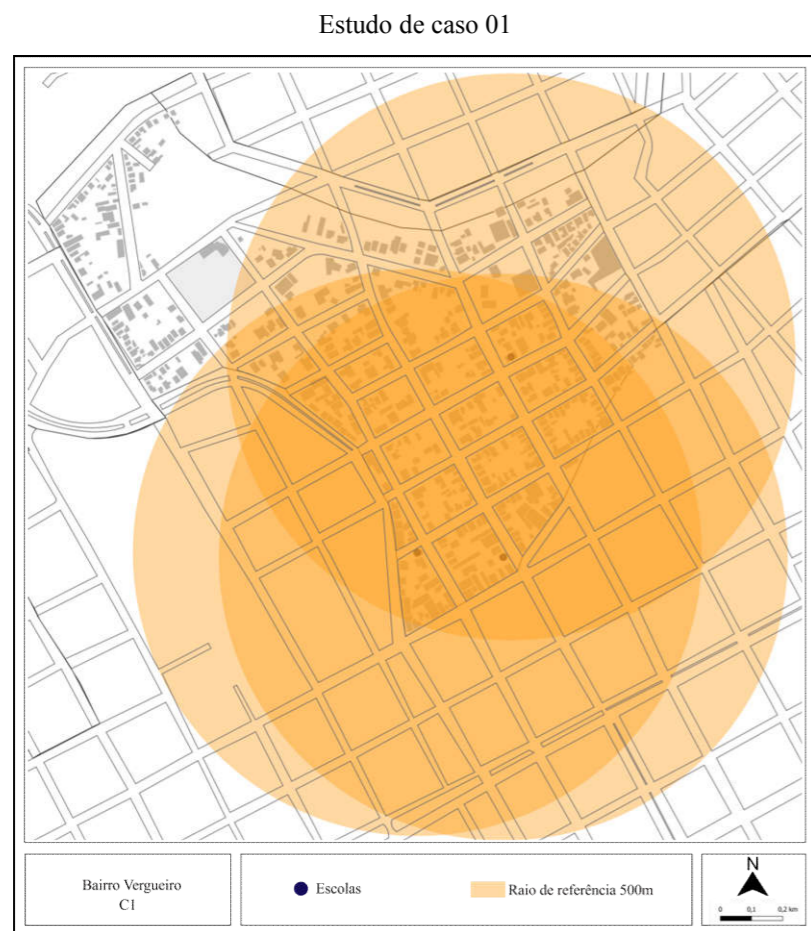 Estudo de caso 01
Bairro Vergueiro
C1
Escolas
Raio de referência 500m
N
0 0,1 0,2 km